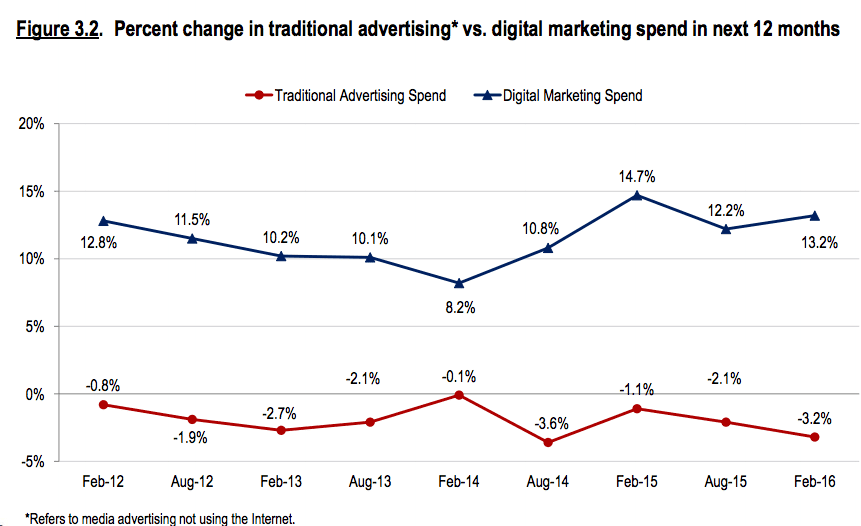 Figure 3.2. Percent change in traditional advertising* vs. digital marketing spend in next 12 months
Traditional Advertising Spend Digital Marketing Spend
20%
15%
10%
5%
0%
-5%
12.8% 11.5% 10.2% 10.1% 8.2% 10.8% 14.7% 12.2% 13.2%
-0.8% -1.9% -2.7% -2.1% -0.1% -3.6% -1.1% -2.1% -3.2%
Feb-12 Aug-12 Feb-13 Aug-13 Feb-14 Aug-14 Feb-15 Aug-15 Feb-16
*Refers to media advertising not using the Internet.